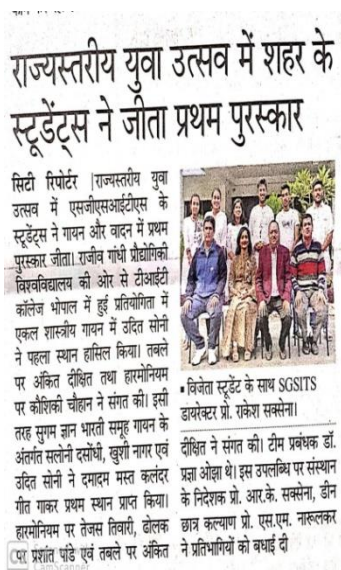 राज्यस्तरीय युवा उत्सव में शहर के
स्टूडेंट्स ने जीता प्रथम पुरस्कार
सिटी रिपोर्टर |राज्यस्तरीय युवा
उत्सव में एसजीएसआईटीएस के
स्टूडेंट्स ने गायन और वादन में प्रथम
पुरस्कार जीता। राजीव गांधी प्रौद्योगिकी
विश्वविद्यालय की ओर से टीआईटी
कॉलेज भोपाल में हुई प्रतियोगिता में
एकल शास्त्रीय गायन में उदित सोनी
ने पहला स्थान हासिल किया। तबले
पर अंकित दीक्षित तथा हारमोनियम
पर कौशिकी चौहान ने संगत की। इसी
तरह सुगम ज्ञान भारती समूह गायन के
अंतर्गत सलोनी दसोंधी, खुशी नागर एवं
उदित सोनी ने दमादम मस्त कलंदर
गीत गाकर प्रथम स्थान प्राप्त किया।
हारमोनियम पर तेजस तिवारी, ढोलक
पर प्रशांत पांडे एवं तबले पर अंकित
▪ विजेता स्टूडेंट के साथ SGSITS
डायरेक्टर प्रो. राकेश सक्सेना।
दीक्षित ने संगत की। टीम प्रबंधक डॉ.
प्रज्ञा ओझा थे। इस उपलब्धि पर संस्थान
के निदेशक प्रो. आर.के. सक्सेना, डीन
छात्र कल्याण प्रो. एस.एम. नारूलकर
ने प्रतिभागियों को बधाई दी
CamScanner